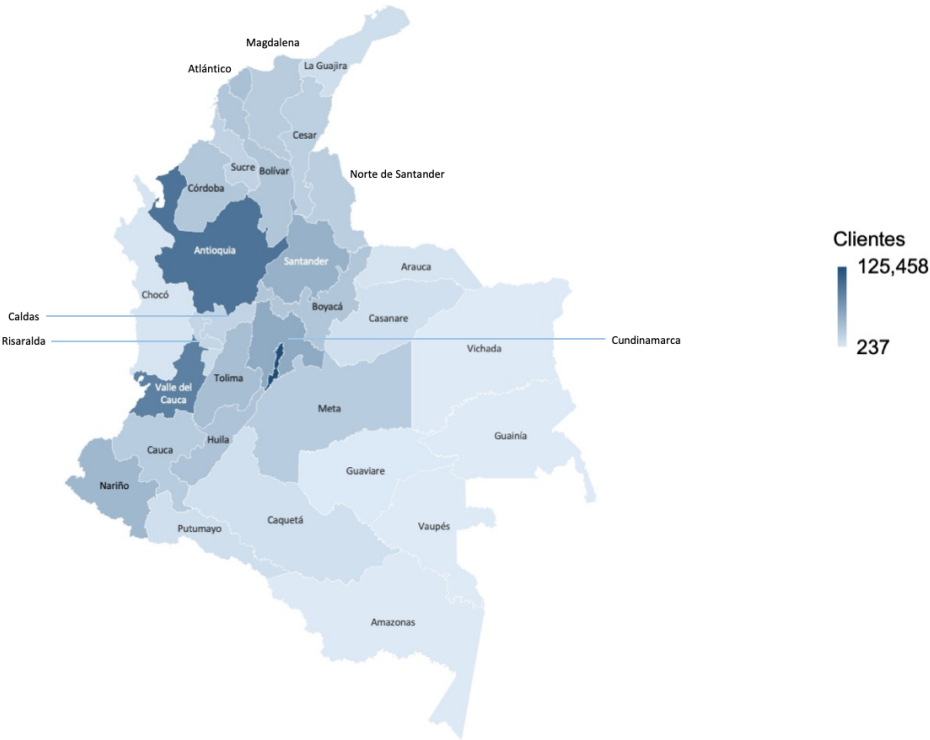 Magdalena
La Guajira
Atlántico
Cesar
Sucre
Bolívar
Norte de Santander
Córdoba
Antioquia
Santander
Arauca
Chocó
Boyacá
Caldas
Casanare
Risaralda
Cundinamarca
Vichada
Tolima
Valle del
Cauca
Meta
Guainía
Huila
Cauca
Guaviare
Nariño
Caquetá
Putumayo
Vaupés
Amazonas
Clientes
125,458
237